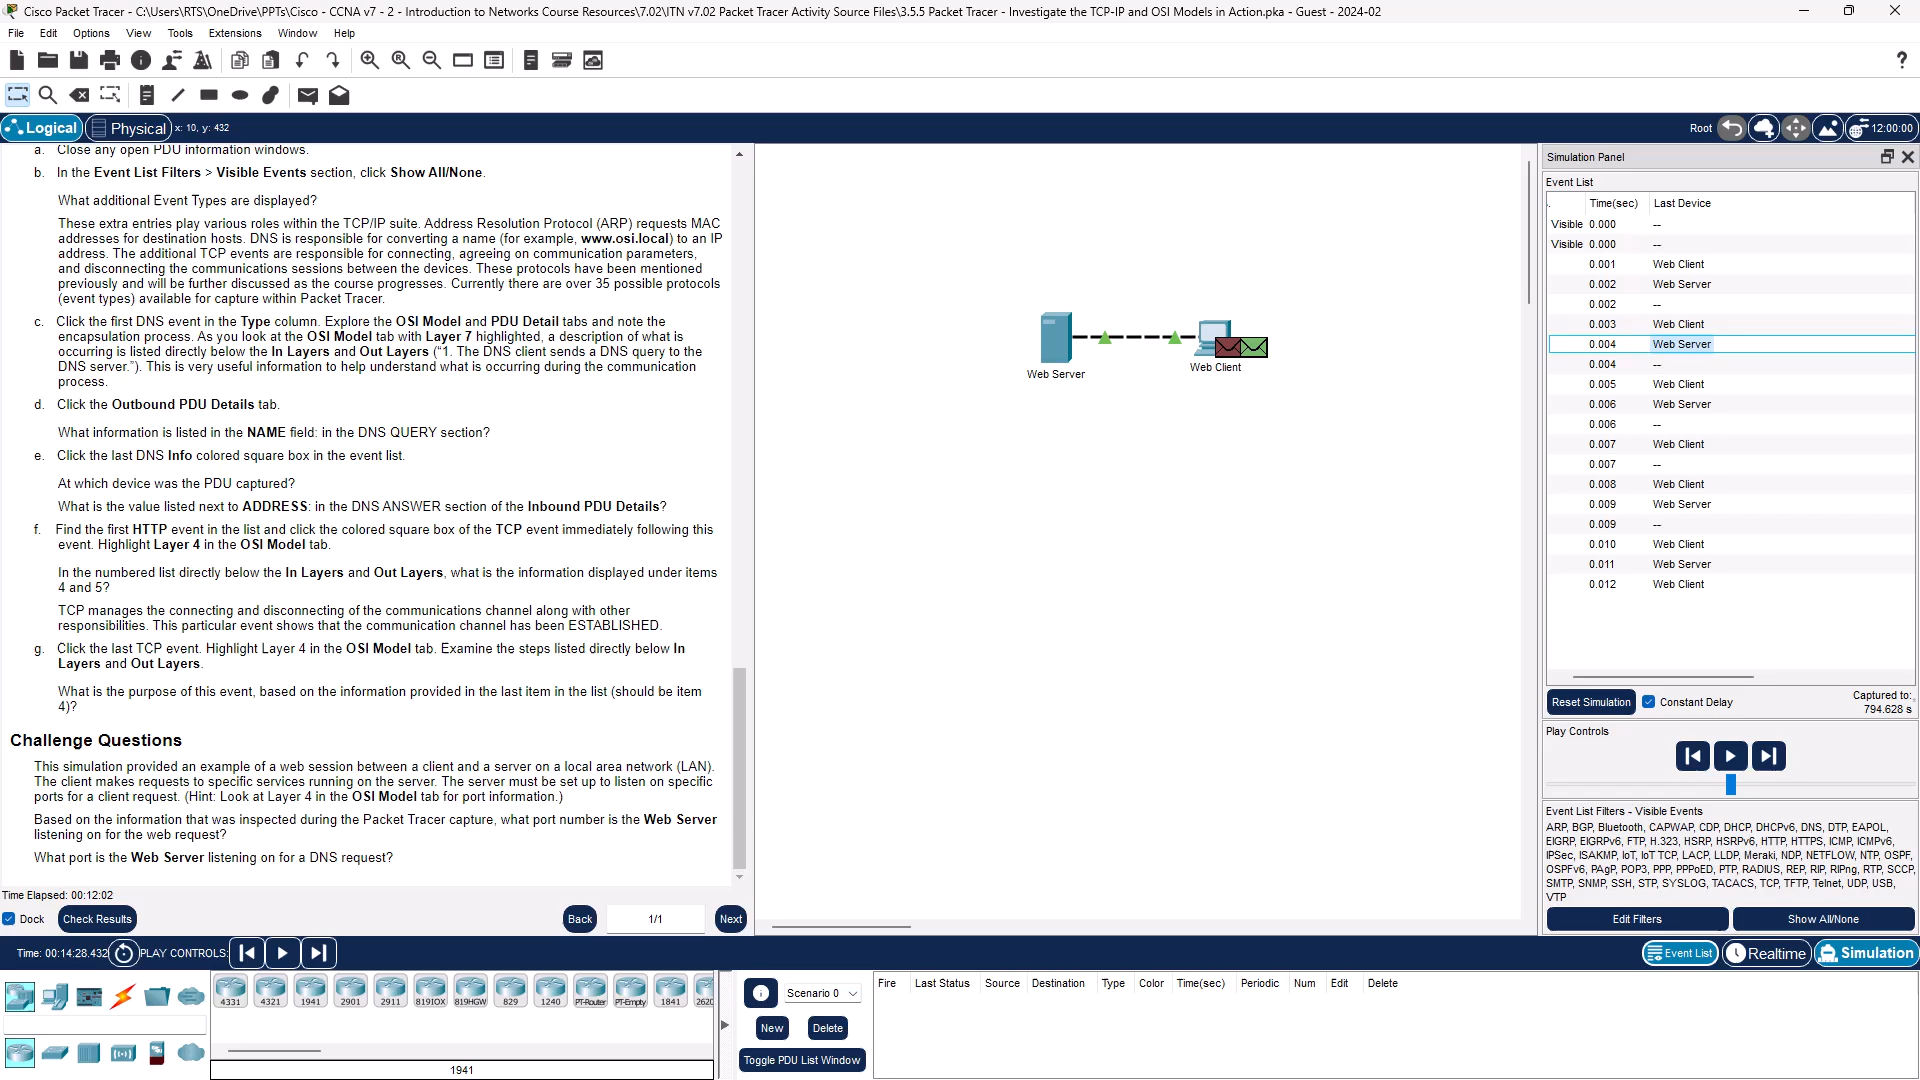 Cisco Packet Tracer - C:\Users\RTS\OneDrive\PPTs\Cisco - CCNA v7 - 2 - Introduction to Networks Course Resources\7.02\ITN v7.02 Packet Tracer Activity Source Files\3.5.5 Packet Tracer - Investigate the TCP-IP and OSI Models in Action.pka - Guest - 2024-02
File Edit Options View Tools Extensions Window Help
Logical Physical x: 10, y: 432 Root 12:00:00
a. Close any open PDU information windows.
b. In the Event List Filters > Visible Events section, click Show All/None.
What additional Event Types are displayed?
These extra entries play various roles within the TCP/IP suite. Address Resolution Protocol (ARP) requests MAC
addresses for destination hosts. DNS is responsible for converting a name (for example, www.osi.local) to an IP
address. The additional TCP events are responsible for connecting, agreeing on communication parameters,
and disconnecting the communications sessions between the devices. These protocols have been mentioned
previously and will be further discussed as the course progresses. Currently there are over 35 possible protocols
(event types) available for capture within Packet Tracer.
c. Click the first DNS event in the Type column. Explore the OSI Model and PDU Detail tabs and note the
encapsulation process. As you look at the OSI Model tab with Layer 7 highlighted, a description of what is
occurring is listed directly below the In Layers and Out Layers (“1. The DNS client sends a DNS query to the
DNS server.”). This is very useful information to help understand what is occurring during the communication
process.
d. Click the Outbound PDU Details tab.
What information is listed in the NAME field: in the DNS QUERY section?
e. Click the last DNS Info colored square box in the event list.
At which device was the PDU captured?
What is the value listed next to ADDRESS: in the DNS ANSWER section of the Inbound PDU Details?
f. Find the first HTTP event in the list and click the colored square box of the TCP event immediately following this
event. Highlight Layer 4 in the OSI Model tab.
In the numbered list directly below the In Layers and Out Layers, what is the information displayed under items
4 and 5?
TCP manages the connecting and disconnecting of the communications channel along with other
responsibilities. This particular event shows that the communication channel has been ESTABLISHED.
g. Click the last TCP event. Highlight Layer 4 in the OSI Model tab. Examine the steps listed directly below In
Layers and Out Layers.
What is the purpose of this event, based on the information provided in the last item in the list (should be item
4)?
Challenge Questions
This simulation provided an example of a web session between a client and a server on a local area network (LAN).
The client makes requests to specific services running on the server. The server must be set up to listen on specific
ports for a client request. (Hint: Look at Layer 4 in the OSI Model tab for port information.)
Based on the information that was inspected during the Packet Tracer capture, what port number is the Web Server
listening on for the web request?
What port is the Web Server listening on for a DNS request?
Time Elapsed: 00:12:02
Dock Check Results Back 1/1 Next
Web Server
Web Client
Simulation Panel
Event List
. Time(sec) Last Device
Visible 0.000 --
Visible 0.000 --
0.001 Web Client
0.002 Web Server
0.002 --
0.003 Web Client
0.004 Web Server
0.004 --
0.005 Web Client
0.006 Web Server
0.006 --
0.007 Web Client
0.007 --
0.008 Web Client
0.009 Web Server
0.009 --
0.010 Web Client
0.011 Web Server
0.012 Web Client
Reset Simulation Constant Delay Captured to:
794.628 s
Play Controls
Event List Filters - Visible Events
ARP, BGP, Bluetooth, CAPWAP, CDP, DHCP, DHCPv6, DNS, DTP, EAPOL,
EIGRP, EIGRPv6, FTP, H.323, HSRP, HSRPv6, HTTP, HTTPS, ICMP, ICMPv6,
IPSec, ISAKMP, IoT, IoT TCP, LACP, LLDP, Meraki, NDP, NETFLOW, NTP, OSPF,
OSPFv6, PAgP, POP3, PPP, PPPoED, PTP, RADIUS, REP, RIP, RIPng, RTP, SCCP,
SMTP, SNMP, SSH, STP, SYSLOG, TACACS, TCP, TFTP, Telnet, UDP, USB,
VTP
Edit Filters Show All/None
Time: 00:14:28.432 PLAY CONTROLS: Event List Realtime Simulation
4331 4321 1941 2901 2911 819IOX 819HGW 829 1240 PT-Router PT-Empty 1841 2620
1941
Scenario 0
New Delete
Toggle PDU List Window
Fire Last Status Source Destination Type Color Time(sec) Periodic Num Edit Delete